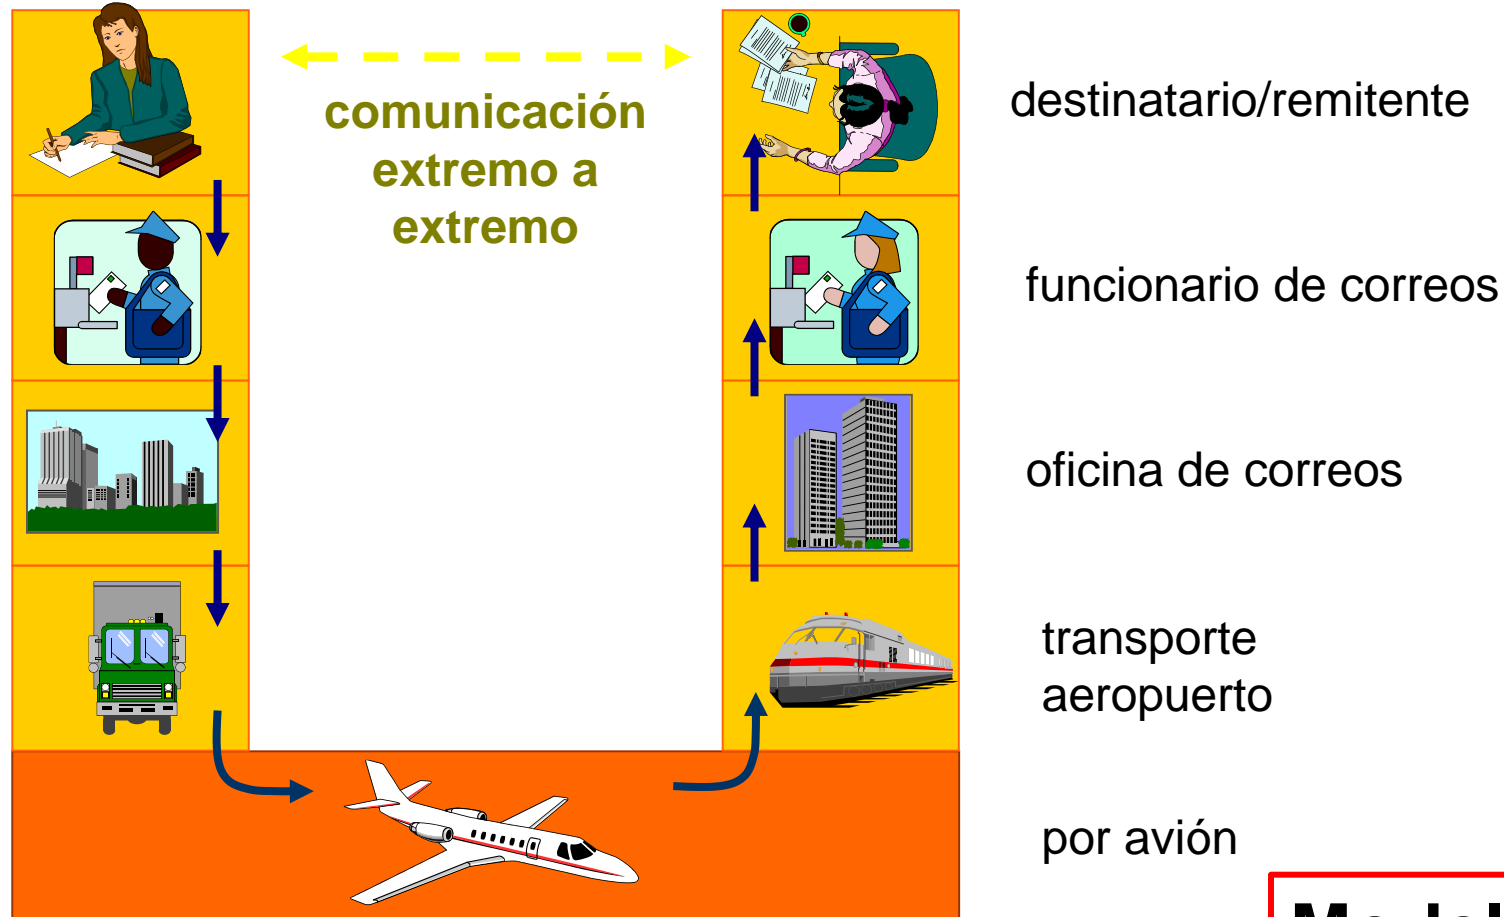 comunicación
extremo a
extremo
destinatario/remitente
funcionario de correos
oficina de correos
transporte
aeropuerto
por avión